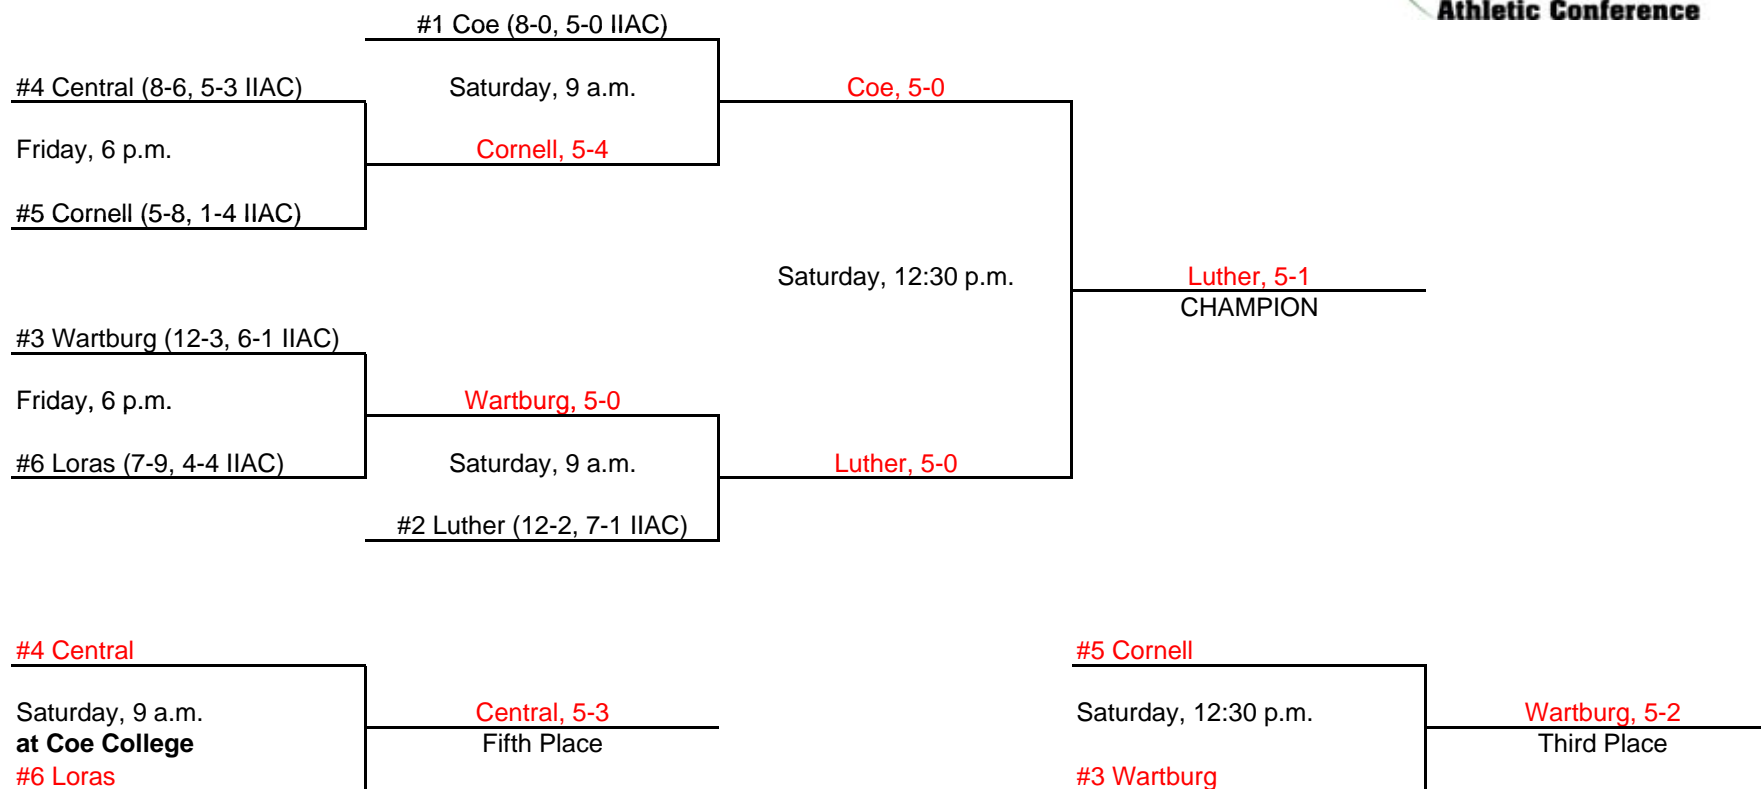 Athletic Conference
#1 Coe (8-0, 5-0 IIAC)
#4 Central (8-6, 5-3 IIAC)
Saturday, 9 a.m.
Coe, 5-0
Friday, 6 p.m.
Cornell, 5-4
#5 Cornell (5-8, 1-4 IIAC)
Saturday, 12:30 p.m.
Luther, 5-1
CHAMPION
#3 Wartburg (12-3, 6-1 IIAC)
Friday, 6 p.m.
Wartburg, 5-0
#6 Loras (7-9, 4-4 IIAC)
Saturday, 9 a.m.
Luther, 5-0
#2 Luther (12-2, 7-1 IIAC)
#4 Central
#5 Cornell
Saturday, 9 a.m.
Central, 5-3
Saturday, 12:30 p.m.
Wartburg, 5-2
at Coe College
Fifth Place
Third Place
#6 Loras
#3 Wartburg